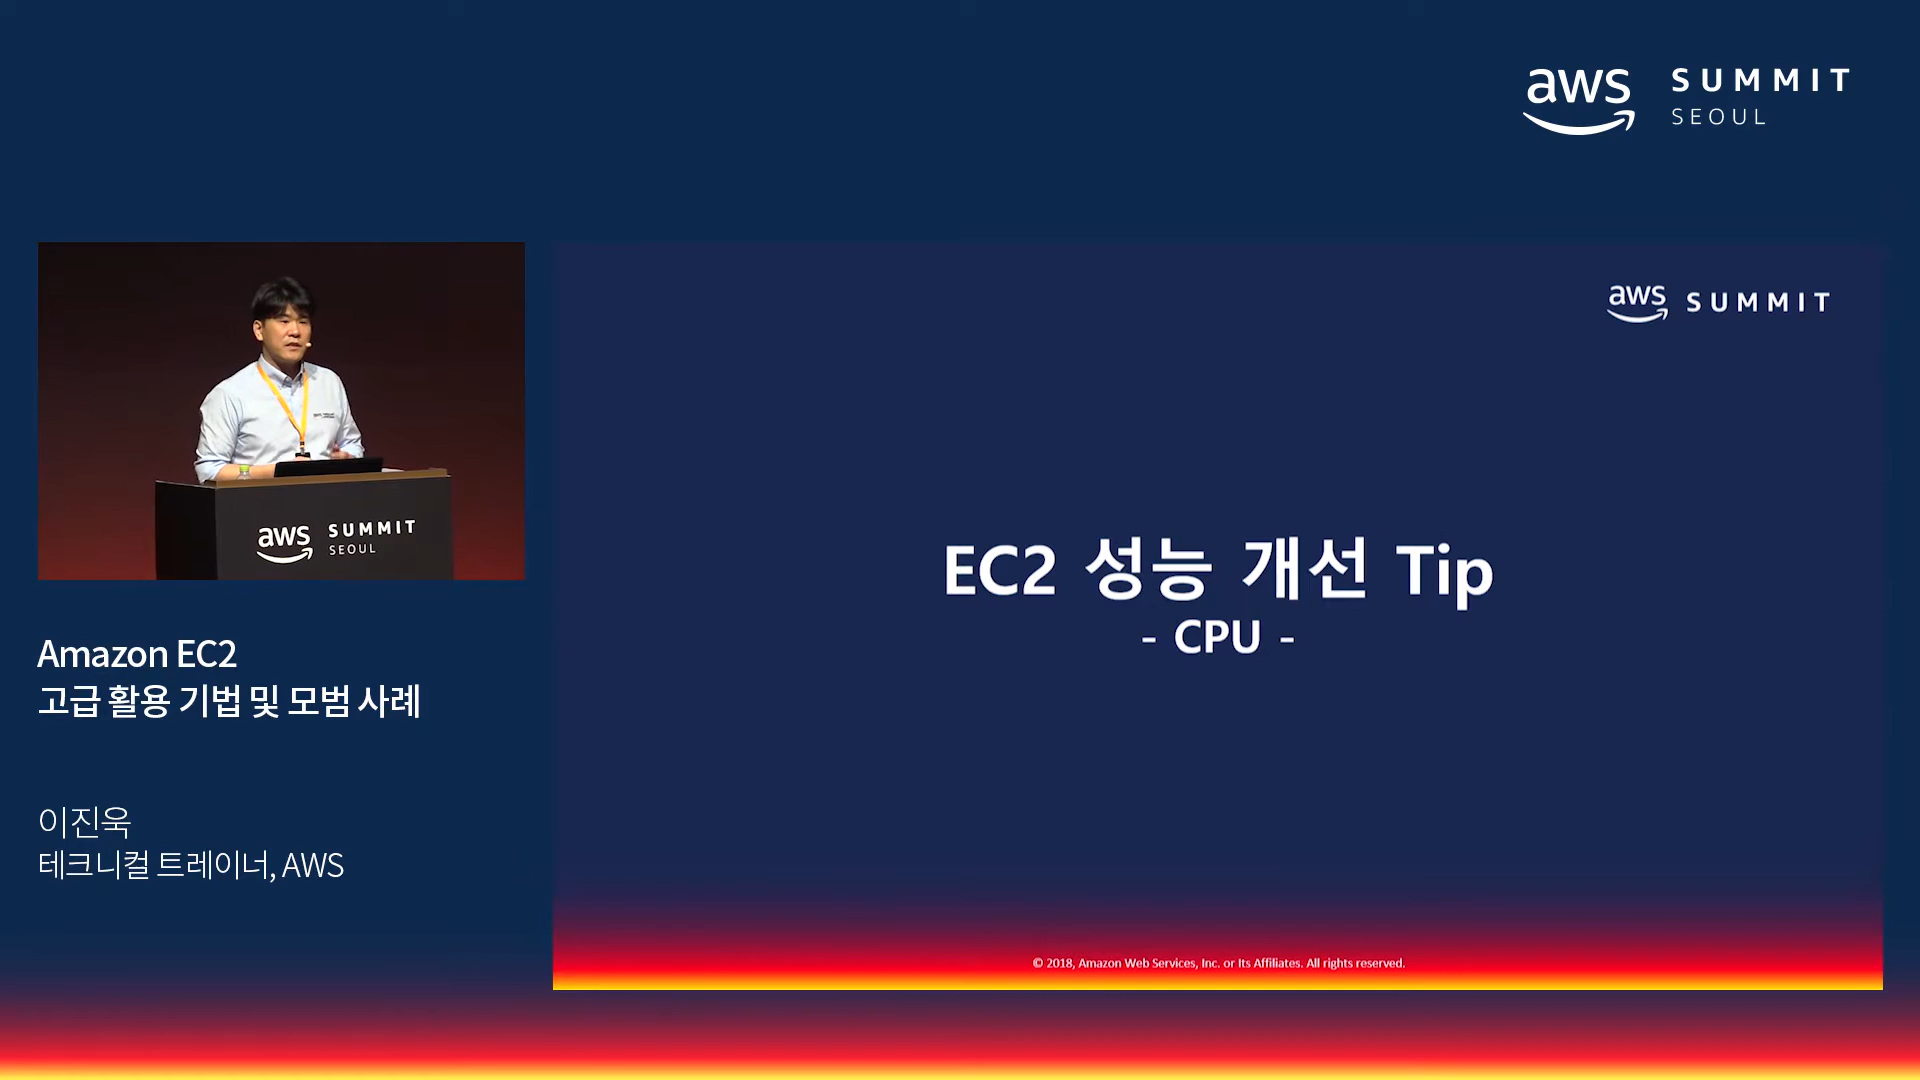 aws SUMMIT
SEOUL
aws SUMMIT
aws SUMMIT
SEOUL
EC2 성능 개선 Tip
- CPU -
Amazon EC2
고급 활용 기법 및 모범 사례
이진욱
테크니컬 트레이너, AWS
© 2018, Amazon Web Services, Inc. or Its Affiliates. All rights reserved.